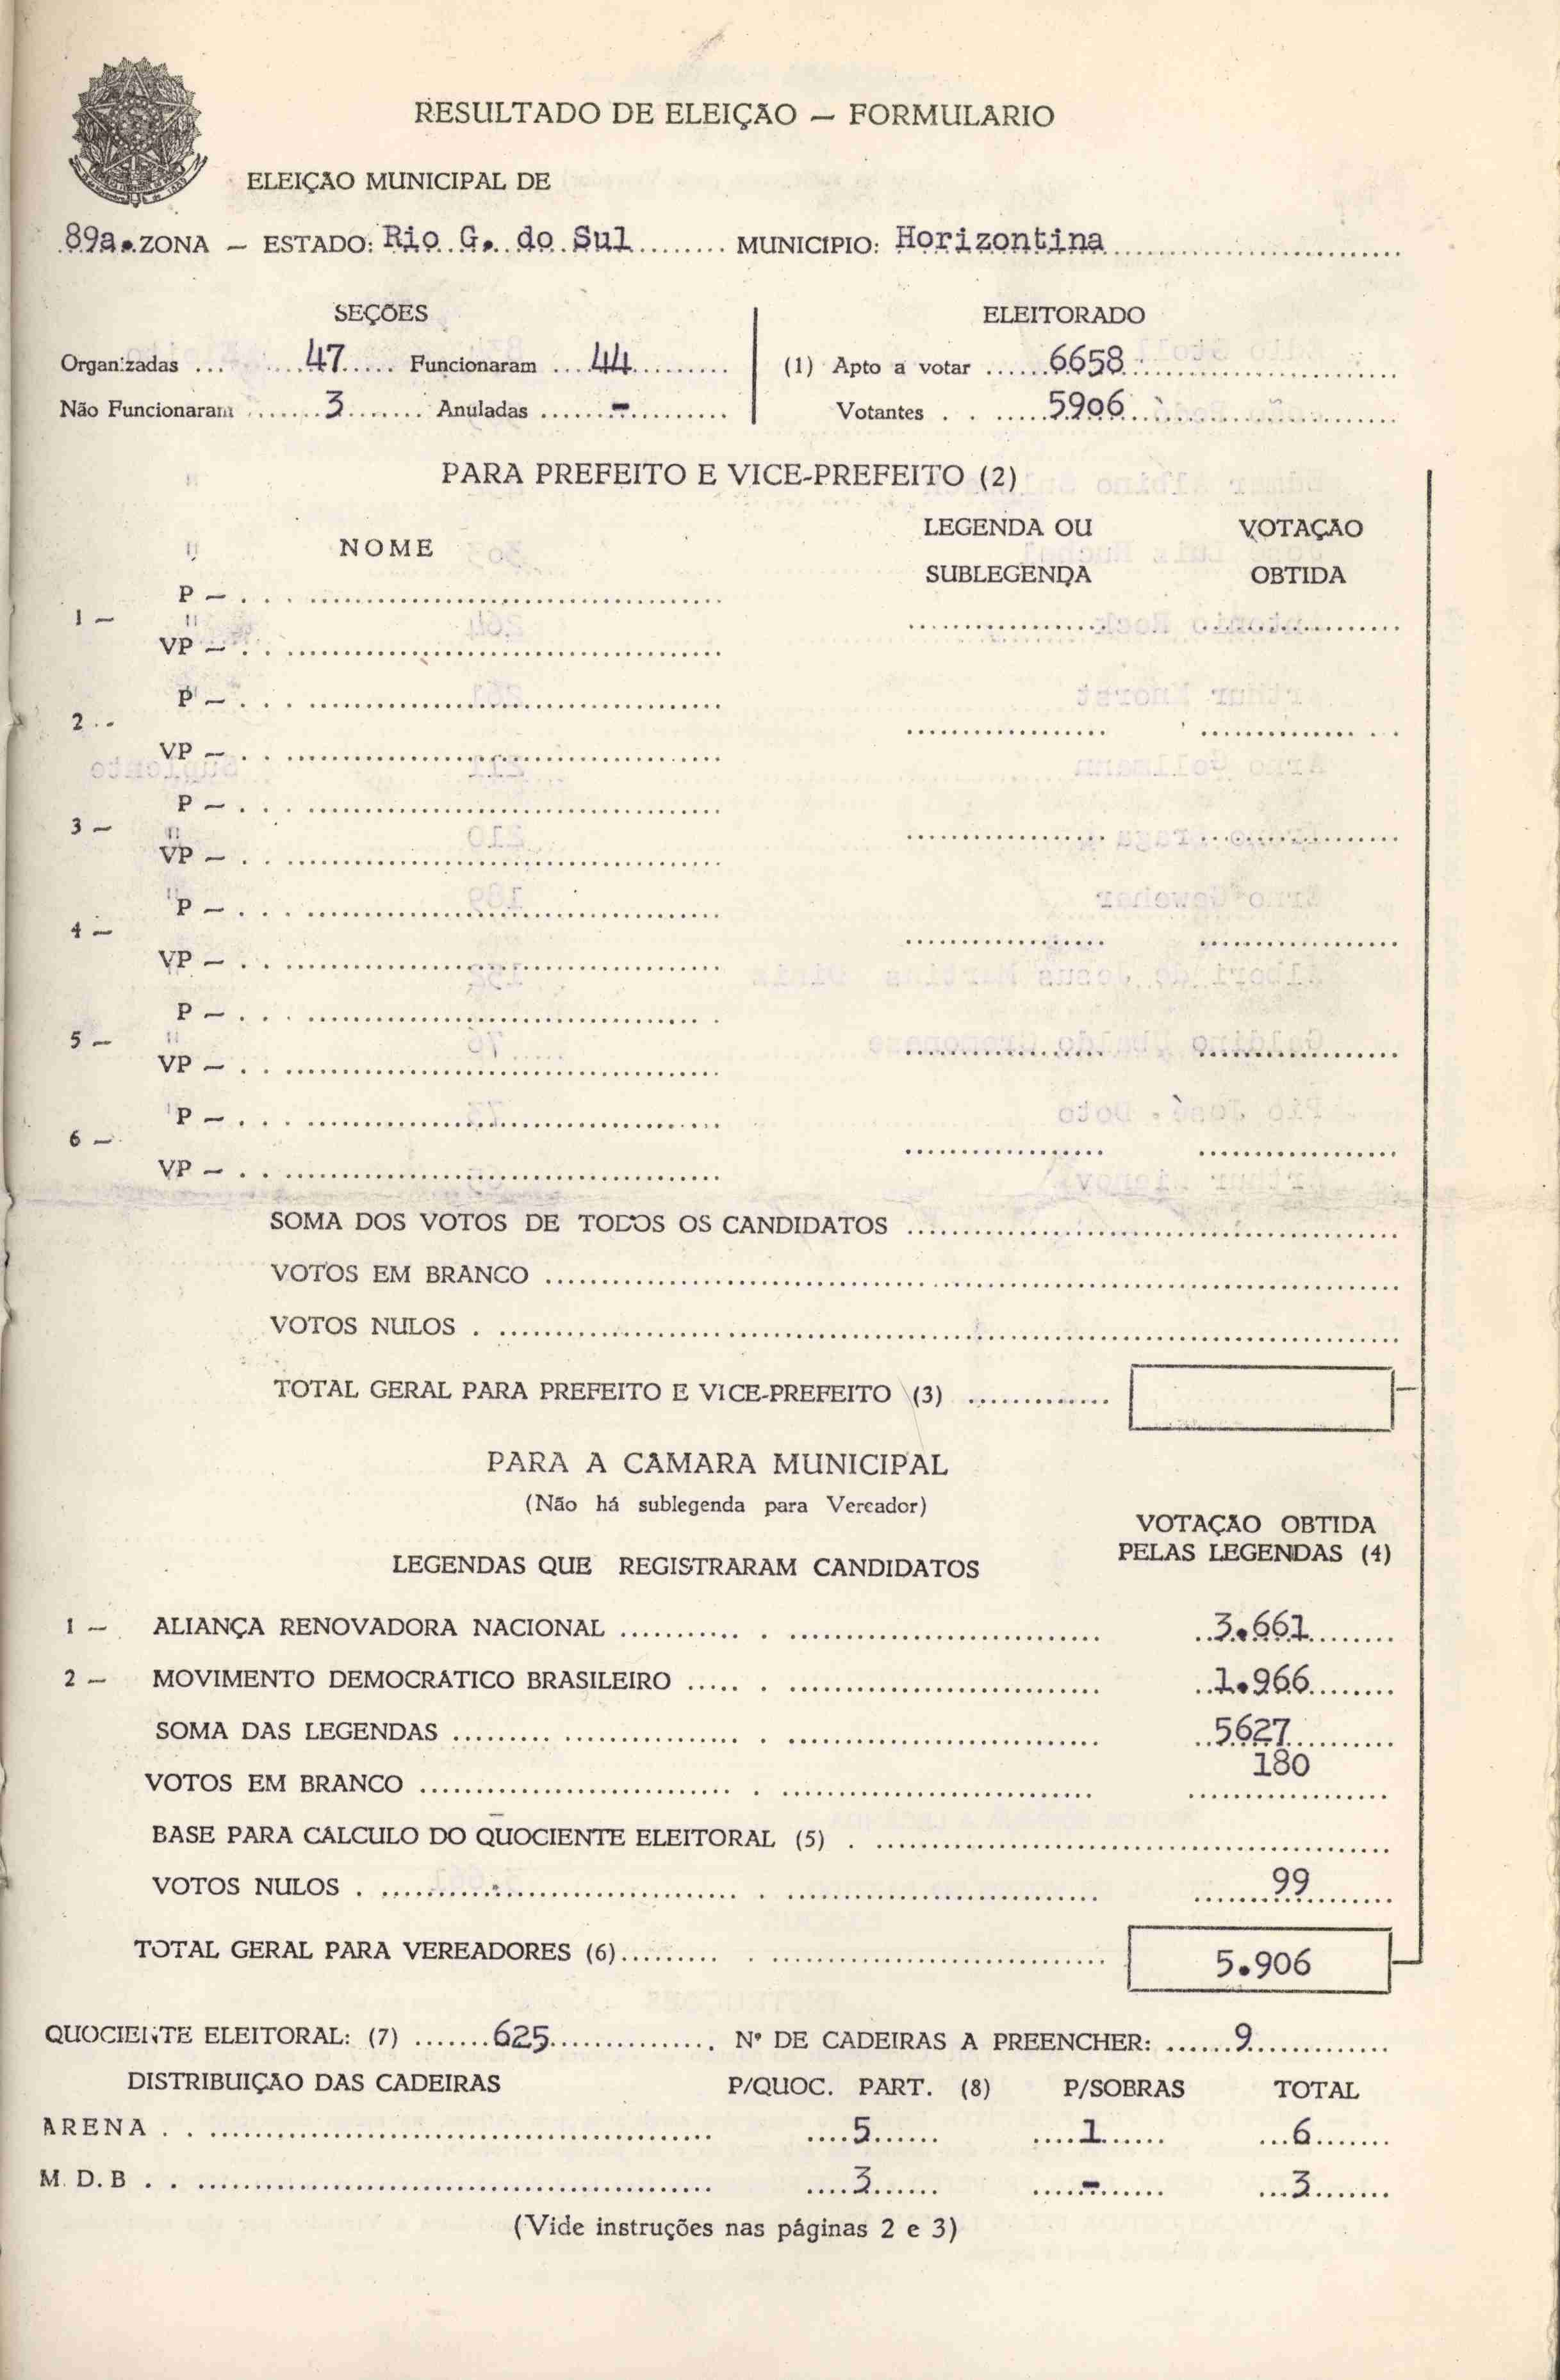 RESULTADO DE ELEIÇÃO — FORMULARIO
ELEIÇÃO MUNICIPAL DE
89a. ZONA — ESTADO: Rio G. do Sul ........ MUNICIPIO: Horizontina ........
SEÇÕES
ELEITORADO
Organizadas ... 47 ..... Funcionaram .... 44 ..........
(1) Apto a votar ...... 6658 ..........
Não Funcionaram ....... 3 ........ Anuladas ....... - ..........
Votantes . . ..... 5906 ..........
PARA PREFEITO E VICE-PREFEITO (2)
NOME
LEGENDA OU SUBLEGENDA
VOTAÇÃO OBTIDA
1 — P — . . . ..........
VP — . . ..........
2 . - P — . . . ..........
VP — . . ..........
3 — P — . . . ..........
VP — . . ..........
4 — P — . . . ..........
VP — . . ..........
5 — P — . . . ..........
VP — . . ..........
6 — P — . . . ..........
VP — . . ..........
SOMA DOS VOTOS DE TODOS OS CANDIDATOS ..........
VOTOS EM BRANCO ..........
VOTOS NULOS . ..........
TOTAL GERAL PARA PREFEITO E VICE-PREFEITO (3) ..........
PARA A CAMARA MUNICIPAL
(Não há sublegenda para Vereador)
VOTAÇÃO OBTIDA PELAS LEGENDAS (4)
LEGENDAS QUE REGISTRARAM CANDIDATOS
1 — ALIANÇA RENOVADORA NACIONAL .......... 3.661
2 — MOVIMENTO DEMOCRATICO BRASILEIRO .......... 1.966
SOMA DAS LEGENDAS .......... 5627
VOTOS EM BRANCO .......... 180
BASE PARA CALCULO DO QUOCIENTE ELEITORAL (5) . ..........
VOTOS NULOS . .......... 99
TOTAL GERAL PARA VEREADORES (6) .......... 5.906
QUOCIENTE ELEITORAL: (7) ....... 625 .......... Nº DE CADEIRAS A PREENCHER: ...... 9 ..........
DISTRIBUIÇÃO DAS CADEIRAS P/QUOC. PART. (8) P/SOBRAS TOTAL
ARENA . . .......... 5 ...... 1 ...... 6 ........
M. D. B . . .......... 3 ...... - ...... 3 ........
(Vide instruções nas páginas 2 e 3)